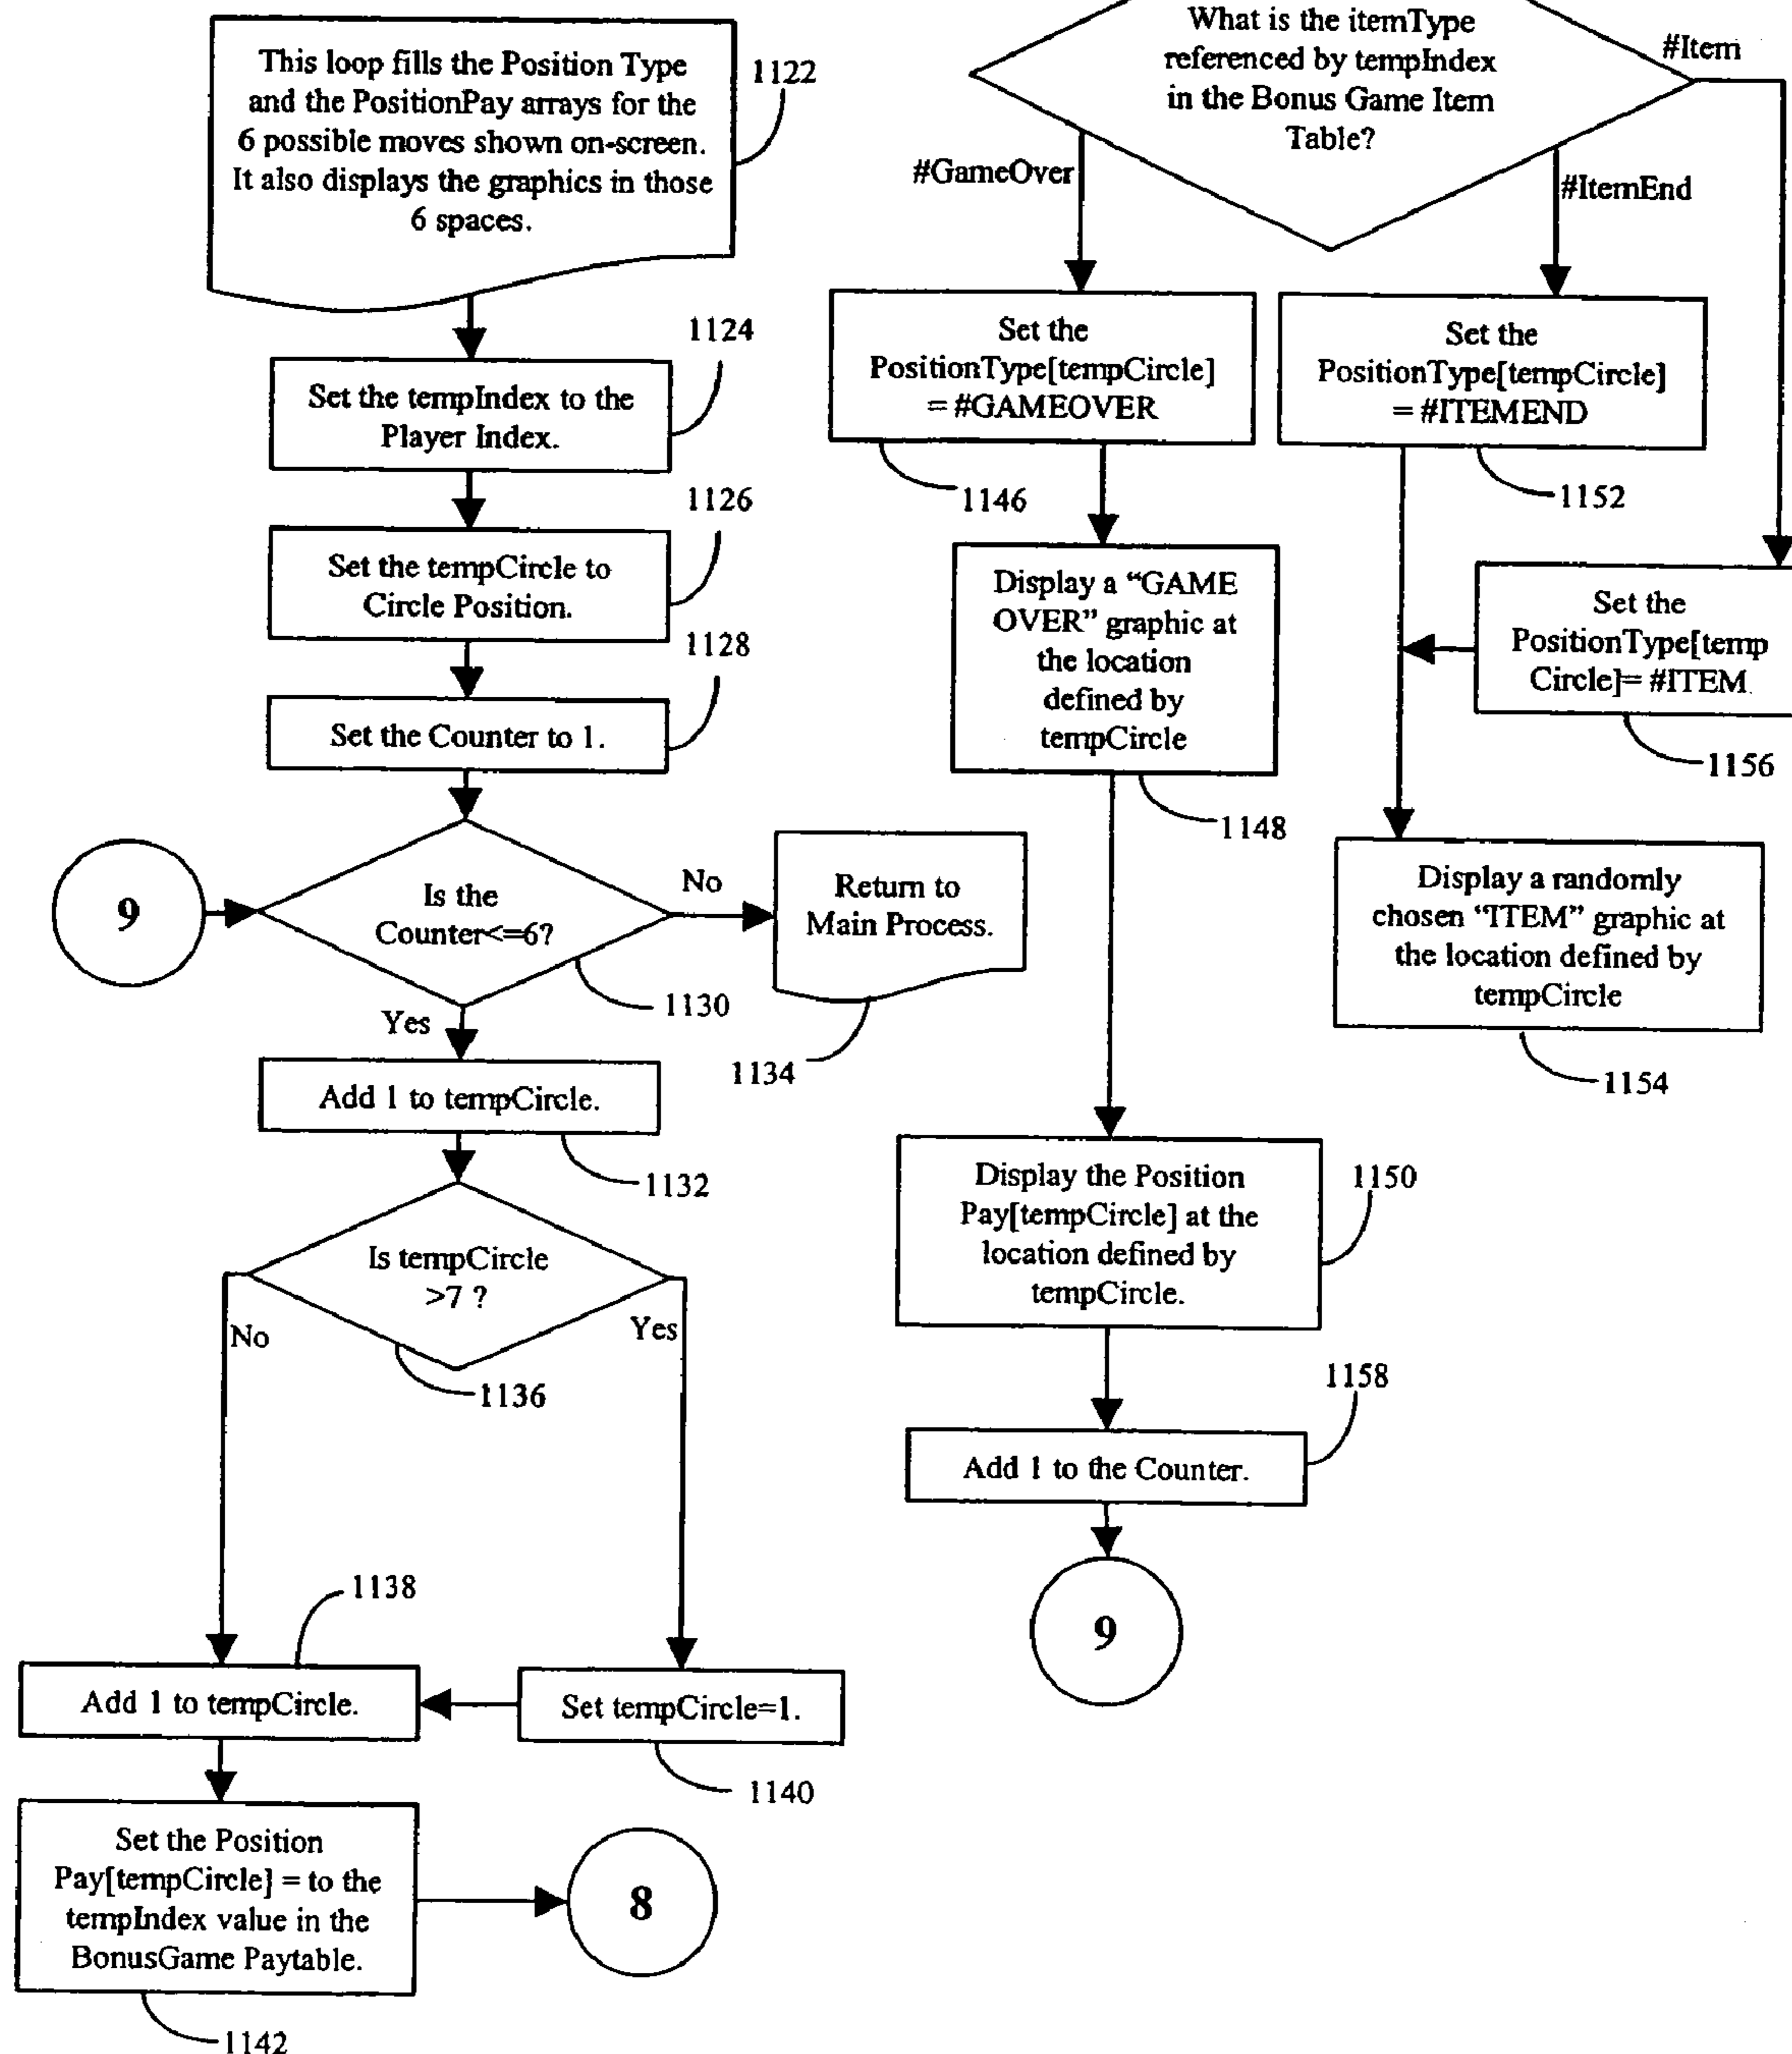 This loop fills the Position Type
and the PositionPay arrays for the
6 possible moves shown on-screen.
It also displays the graphics in those
6 spaces.
1122
Set the tempIndex to the
Player Index.
1124
Set the tempCircle to
Circle Position.
1126
Set the Counter to 1.
1128
9
Is the
Counter<=6?
1130
No
Return to
Main Process.
1134
Yes
Add 1 to tempCircle.
1132
Is tempCircle
>7 ?
1136
No
Yes
1138
Add 1 to tempCircle.
Set tempCircle=1.
1140
Set the Position
Pay[tempCircle] = to the
tempIndex value in the
BonusGame Paytable.
1142
8
What is the itemType
referenced by tempIndex
in the Bonus Game Item
Table?
#Item
#GameOver
#ItemEnd
Set the
PositionType[tempCircle]
= #GAMEOVER
1146
Set the
PositionType[tempCircle]
= #ITEMEND
1152
Display a “GAME
OVER” graphic at
the location
defined by
tempCircle
1148
Set the
PositionType[temp
Circle]= #ITEM
1156
Display a randomly
chosen “ITEM” graphic at
the location defined by
tempCircle
1154
Display the Position
Pay[tempCircle] at the
location defined by
tempCircle.
1150
1158
Add 1 to the Counter.
9